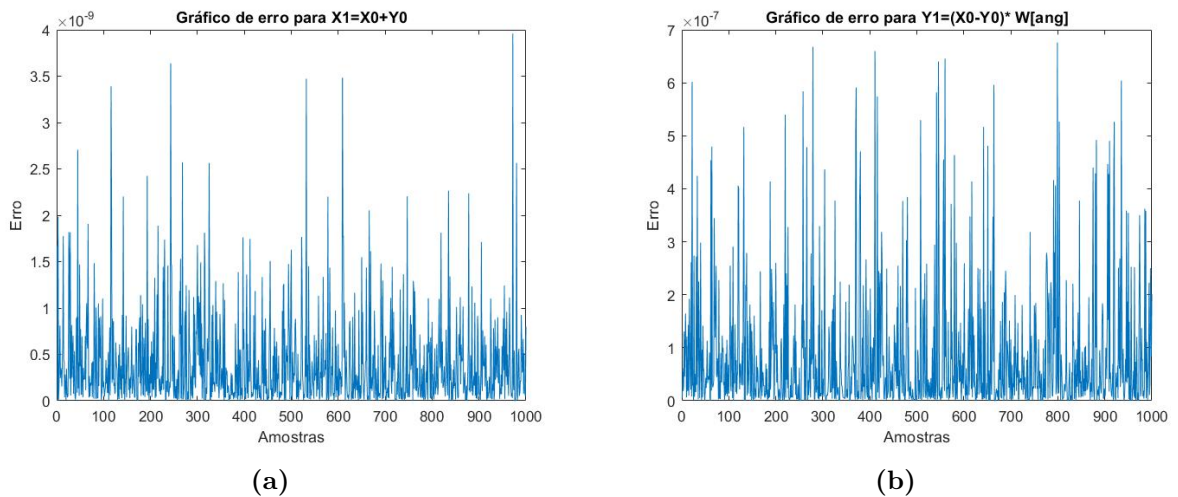 Gráfico de erro para X1=X0+Y0
×10⁻⁹
4
3.5
3
2.5
2
1.5
1
0.5
0
Erro
0 100 200 300 400 500 600 700 800 900 1000
Amostras
(a)
Gráfico de erro para Y1=(X0-Y0)* W[ang]
×10⁻⁷
7
6
5
4
3
2
1
0
Erro
0 100 200 300 400 500 600 700 800 900 1000
Amostras
(b)